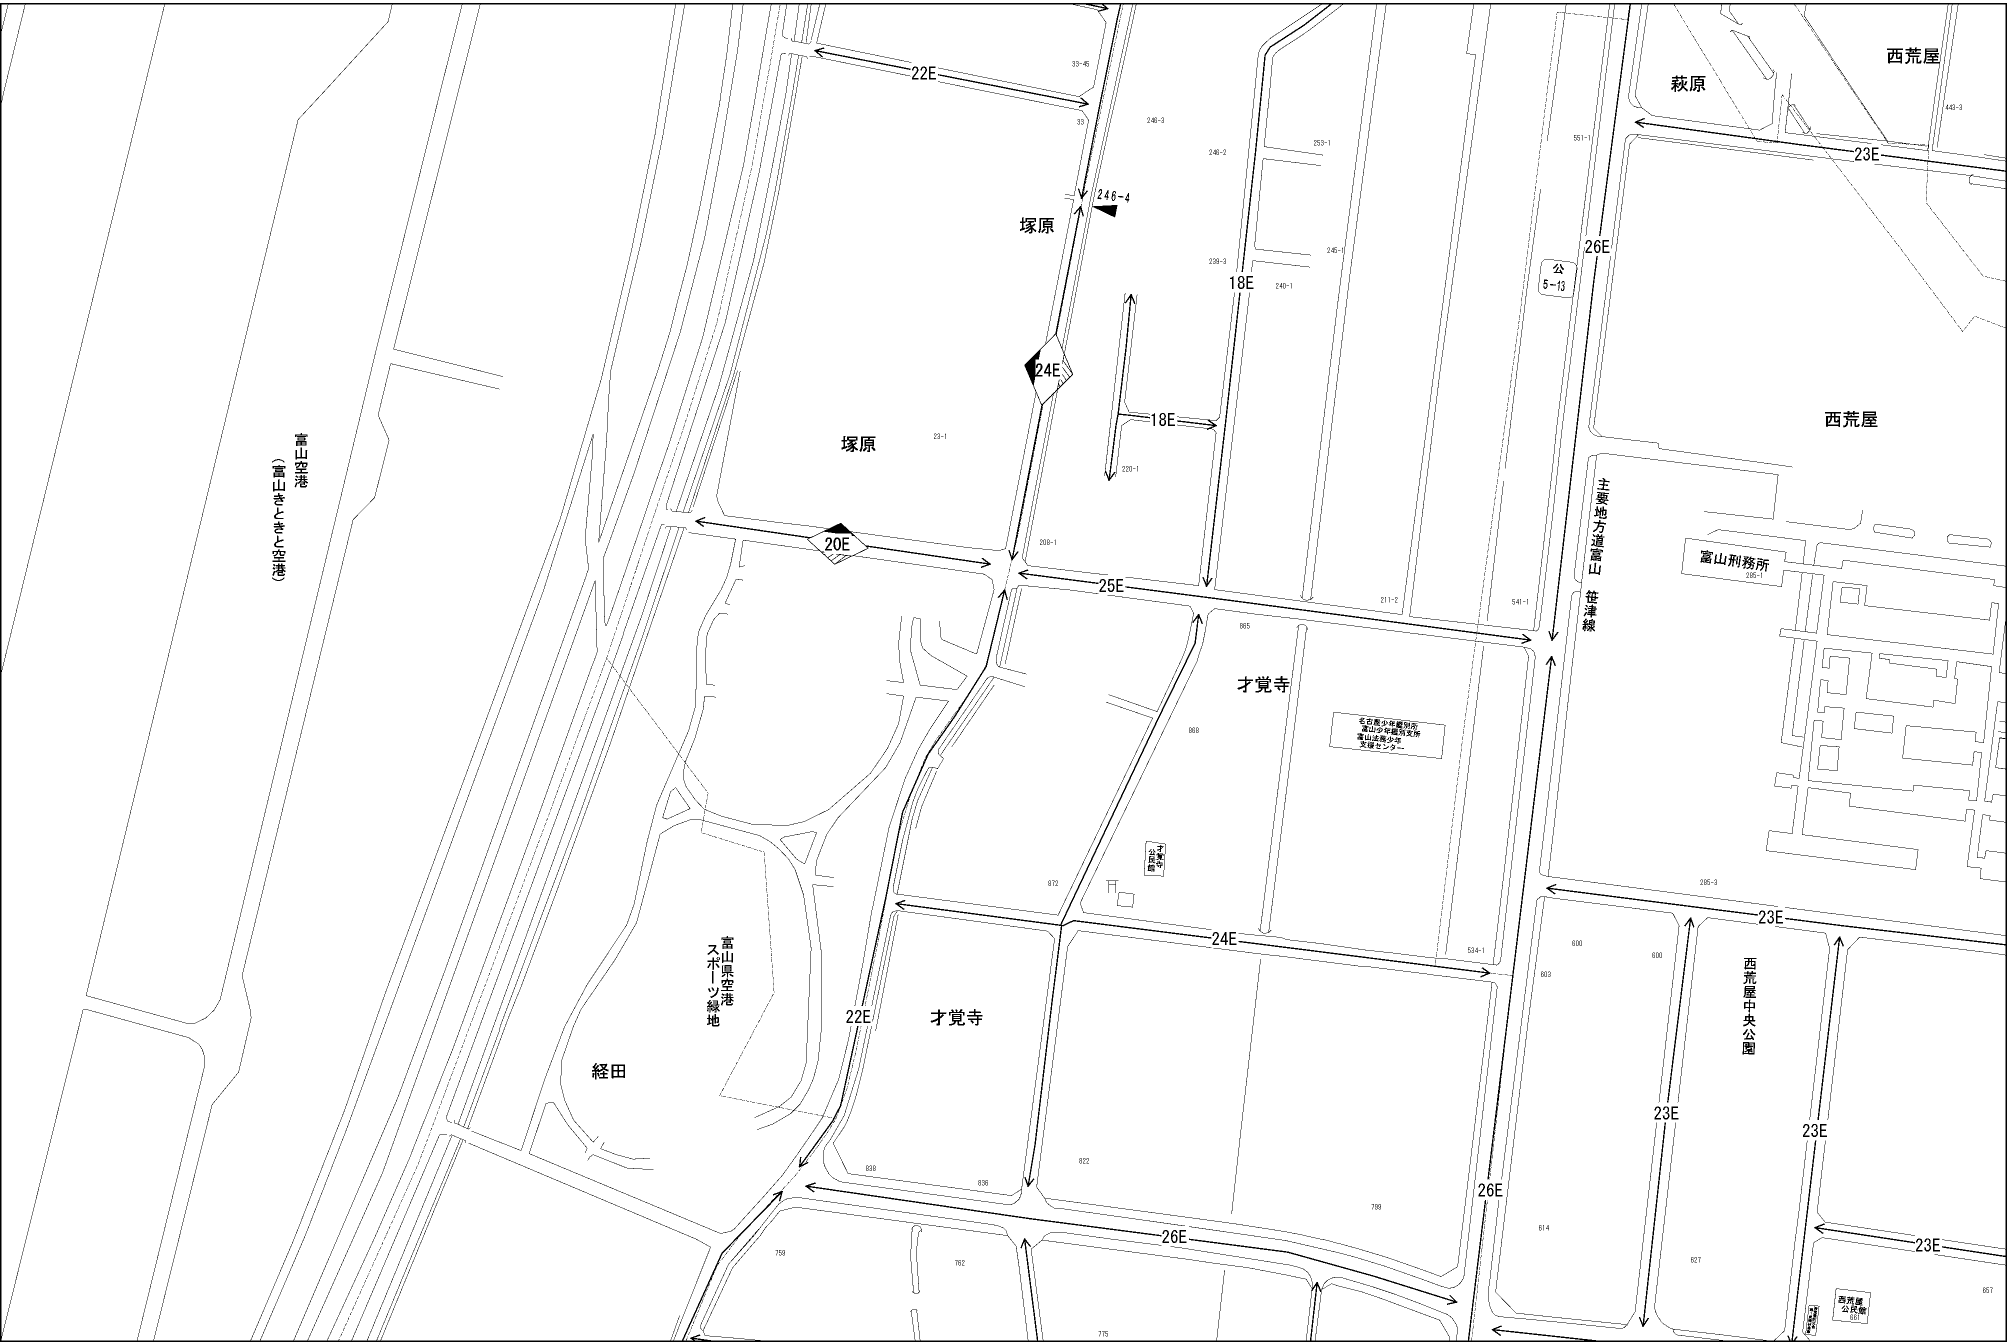 22E
33-45
33
246-3
246-2
253-1
551-1
萩原
西荒屋
443-3
23E
246-4
塚原
26E
245-1
239-3
18E
240-1
公
5-13
24E
18E
西荒屋
塚原
23-1
220-1
富山空港
(富山きときと空港)
主要地方道富山 笹津線
20E
208-1
25E
211-2
541-1
富山刑務所
285-1
865
才覚寺
868
名古屋少年鑑別所
富山少年鑑別支所
富山法務少年
支援センター
才覚寺
公民館
872
285-3
23E
24E
534-1
600
600
603
富山県空港
スポーツ緑地
西荒屋中央公園
22E
才覚寺
経田
23E
23E
838
836
822
26E
799
614
26E
23E
759
762
627
657
西荒屋
公民館
661
775